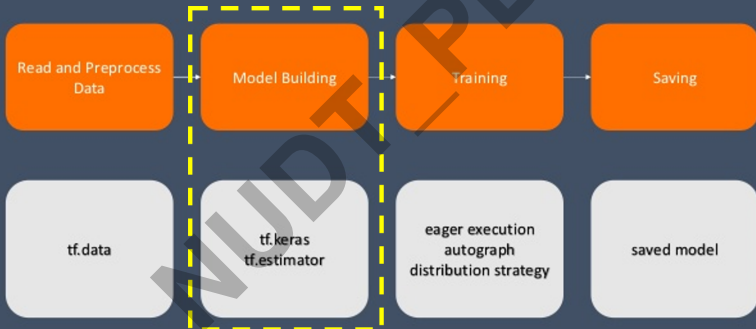 Read and Preprocess
Data
Model Building
Training
Saving
tf.data
tf.keras
tf.estimator
eager execution
autograph
distribution strategy
saved model